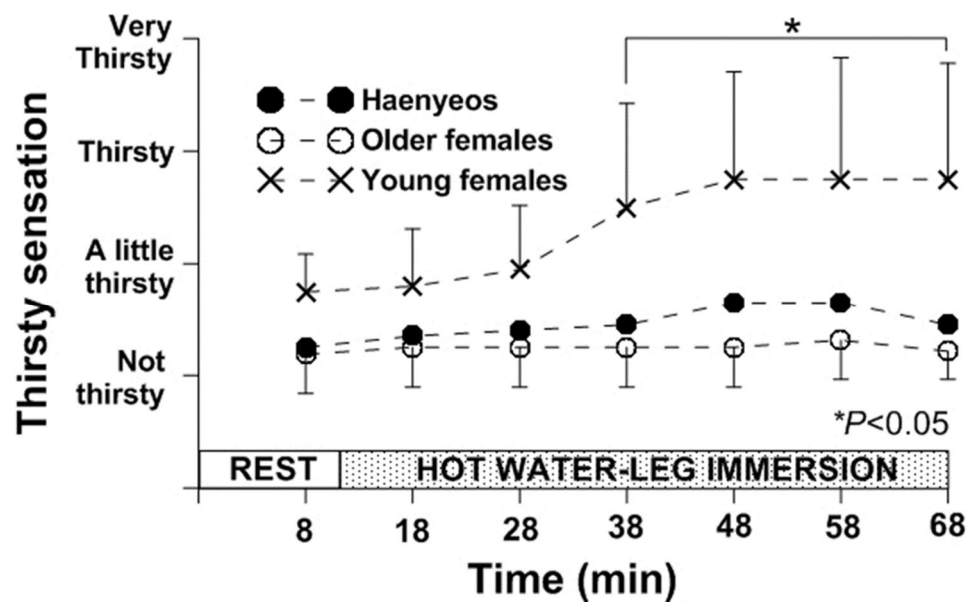 Very
Thirsty
*
Haenyeos
Older females
Thirsty
Young females
A little
thirsty
Not
thirsty
Thirsty sensation
*P<0.05
REST
HOT WATER-LEG IMMERSION
8 18 28 38 48 58 68
Time (min)